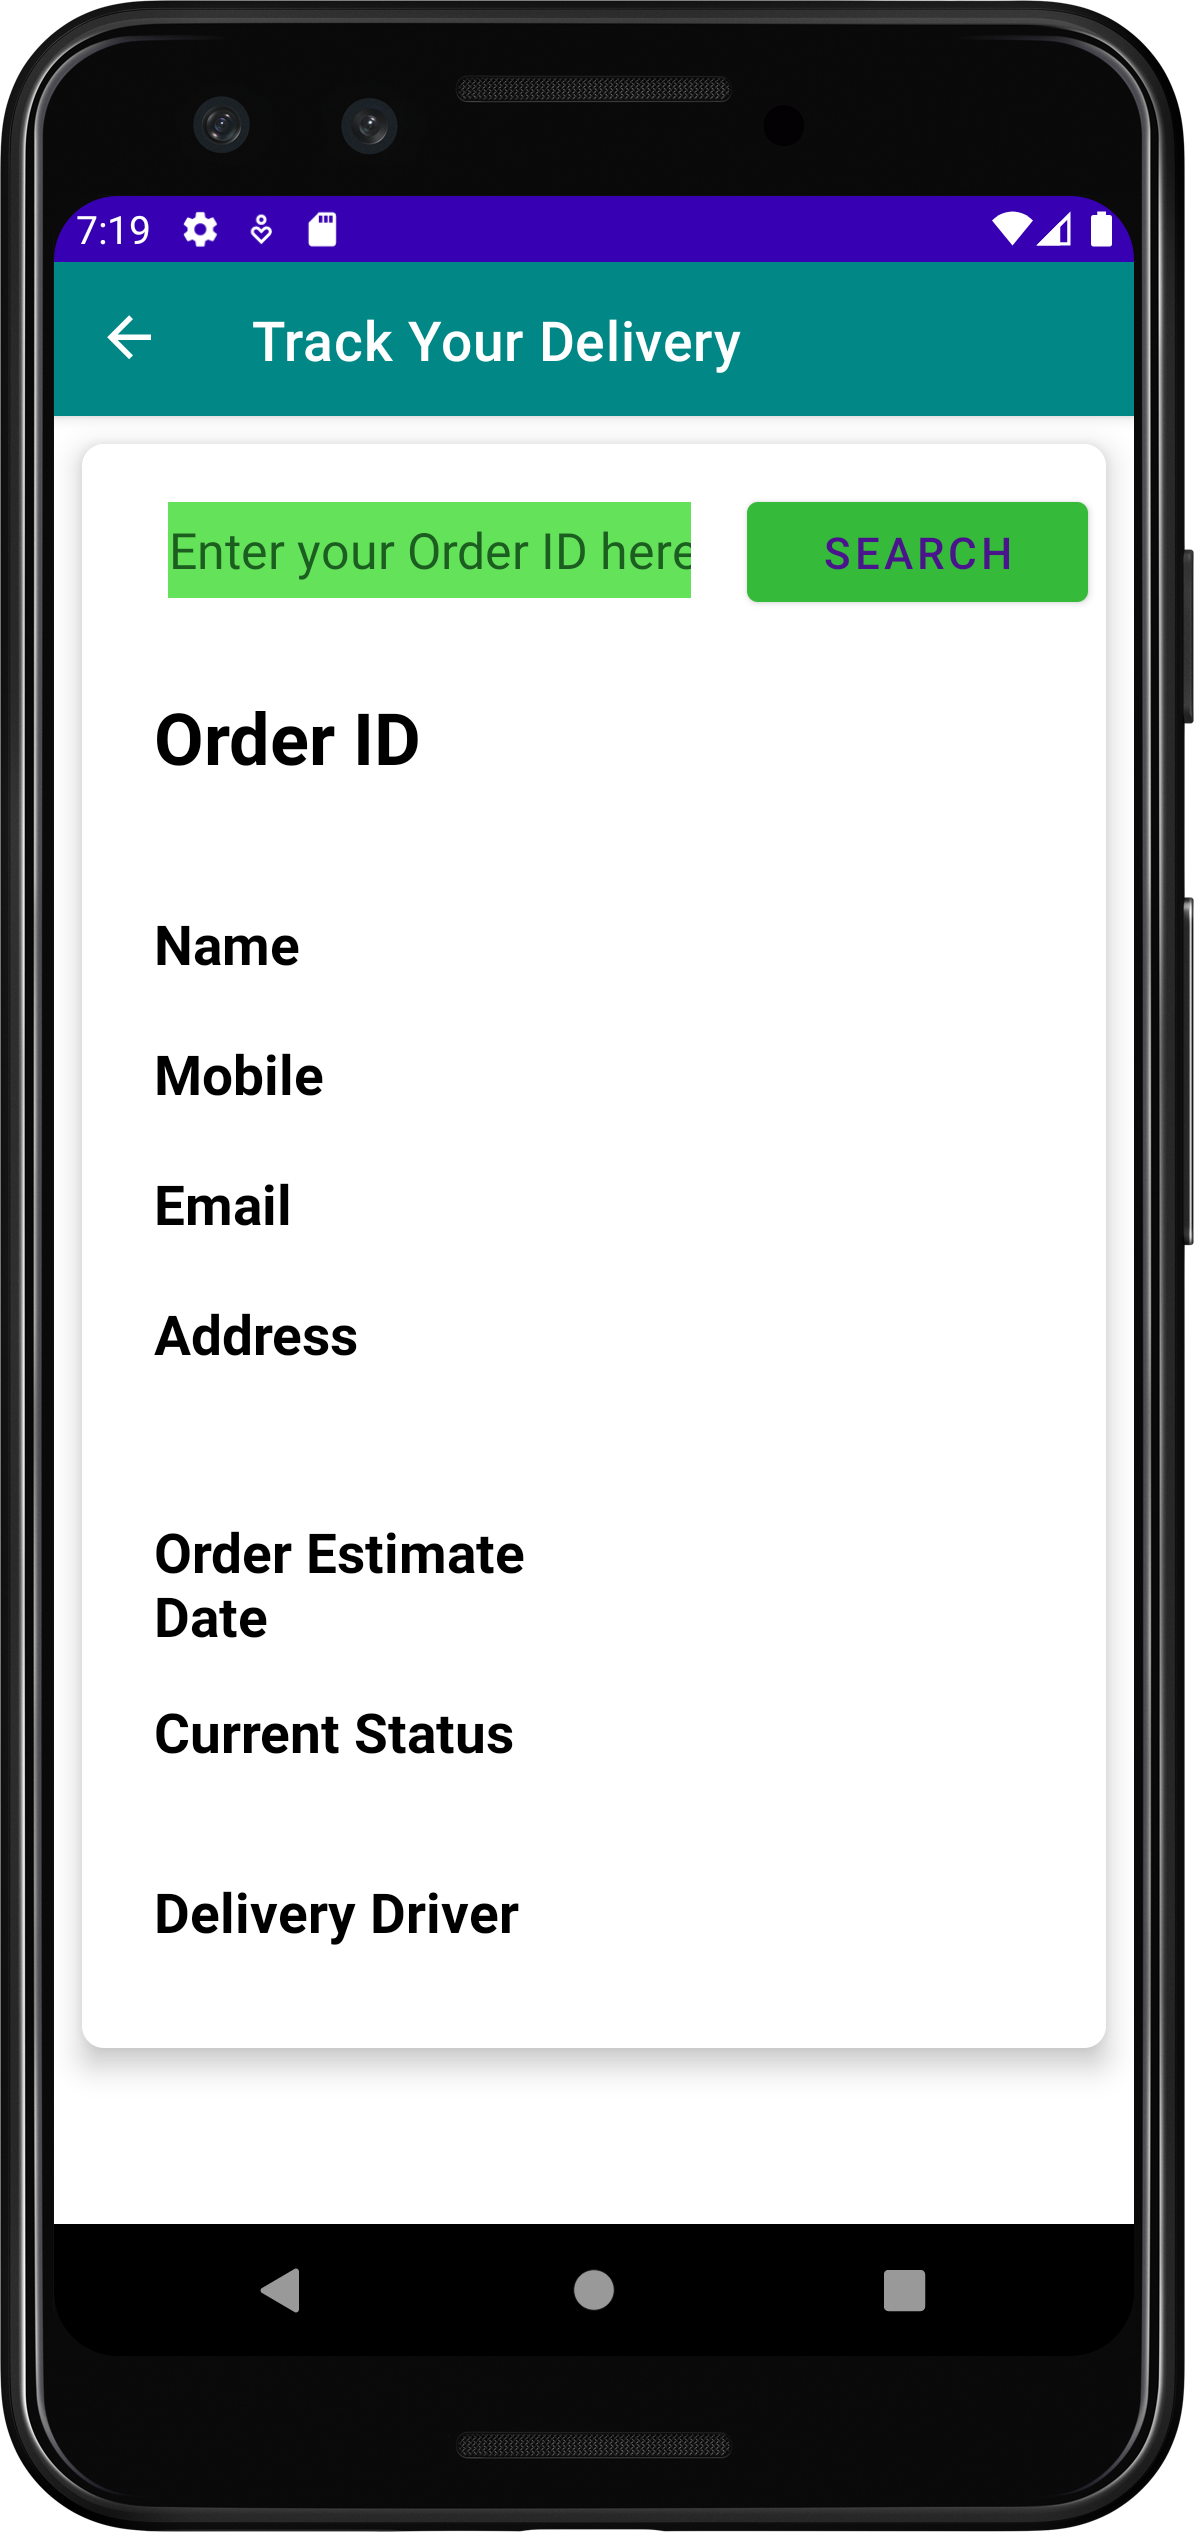 7:19
Track Your Delivery
Enter your Order ID here
SEARCH
Order ID
Name
Mobile
Email
Address
Order Estimate
Date
Current Status
Delivery Driver